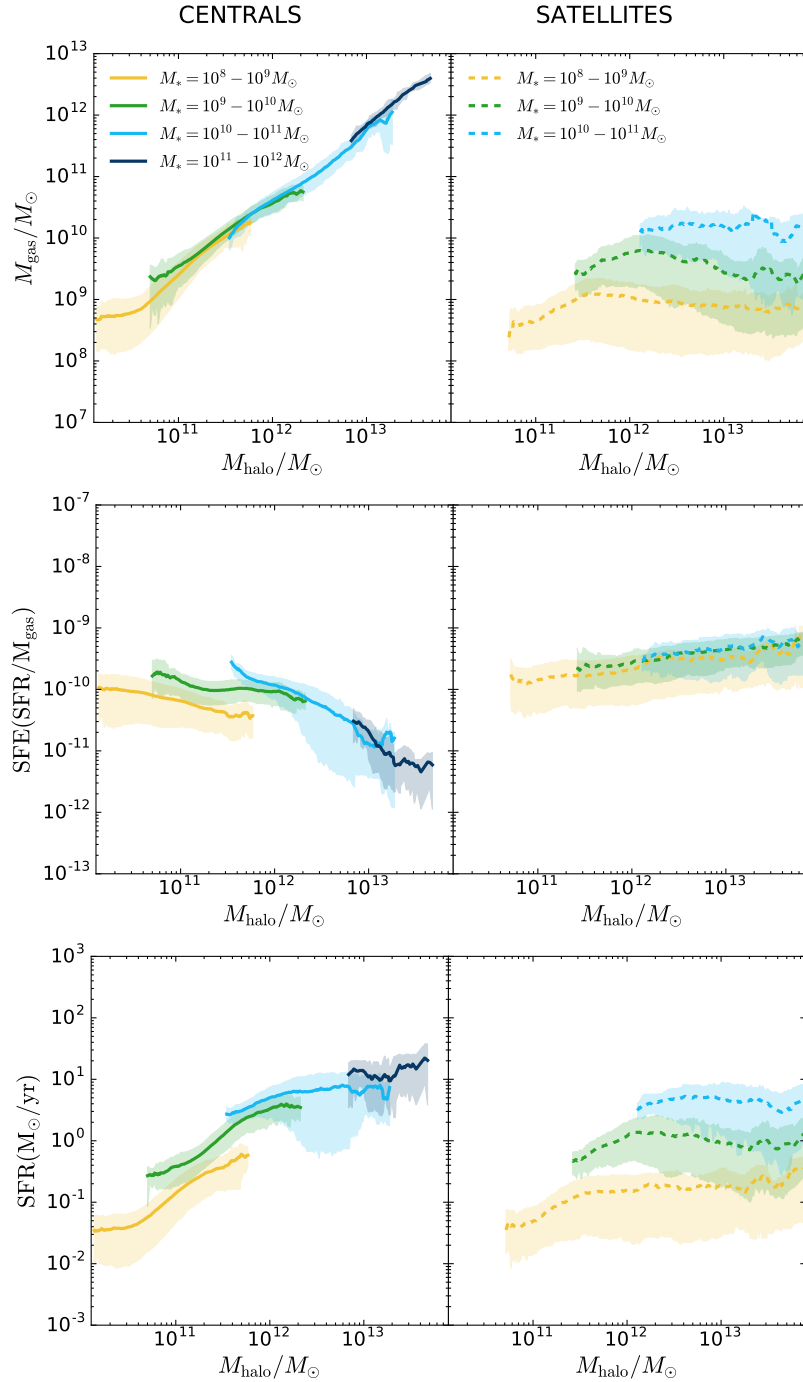 CENTRALS SATELLITES
10^13
10^12
10^11
10^10
10^9
10^8
10^7
M_gas/M_⊙
M_* = 10^8 − 10^9 M_⊙
M_* = 10^9 − 10^10 M_⊙
M_* = 10^10 − 10^11 M_⊙
M_* = 10^11 − 10^12 M_⊙
M_* = 10^8 − 10^9 M_⊙
M_* = 10^9 − 10^10 M_⊙
M_* = 10^10 − 10^11 M_⊙
10^11 10^12 10^13 10^11 10^12 10^13
M_halo/M_⊙ M_halo/M_⊙
10^-7
10^-8
10^-9
10^-10
10^-11
10^-12
10^-13
SFE(SFR/M_gas)
10^11 10^12 10^13 10^11 10^12 10^13
M_halo/M_⊙ M_halo/M_⊙
10^3
10^2
10^1
10^0
10^-1
10^-2
10^-3
SFR(M_⊙/yr)
10^11 10^12 10^13 10^11 10^12 10^13
M_halo/M_⊙ M_halo/M_⊙